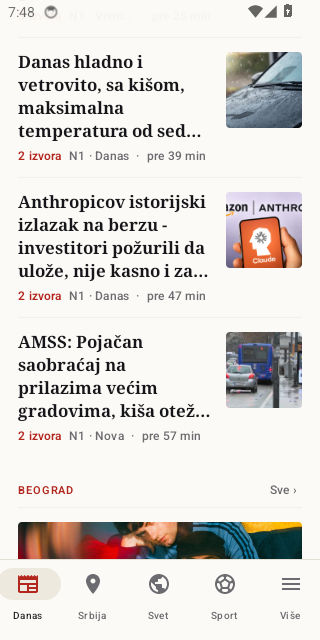 7:48
Danas hladno i
vetrovito, sa kišom,
maksimalna
temperatura od sed...
2 izvora N1 · Danas · pre 39 min
Anthropicov istorijski
izlazak na berzu -
investitori požurili da
ulože, nije kasno i za...
2 izvora N1 · Danas · pre 47 min
azon | ANTHRO
Claude
AMSS: Pojačan
saobraćaj na
prilazima većim
gradovima, kiša otež...
2 izvora N1 · Nova · pre 57 min
BEOGRAD
Sve ›
Danas
Srbija
Svet
Sport
Više